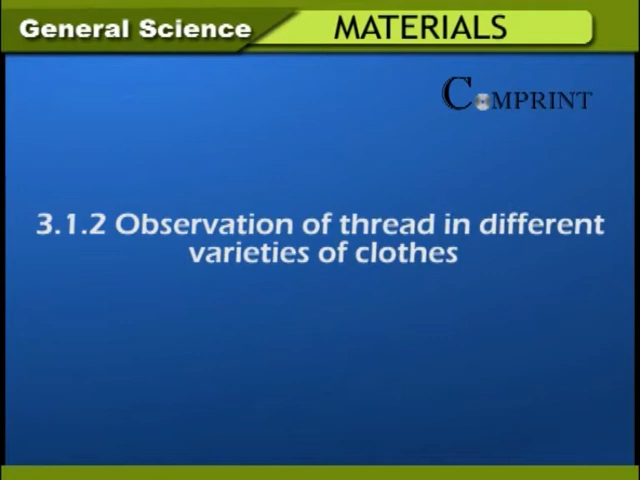 General Science
MATERIALS
COMPRINT
3.1.2 Observation of thread in different
varieties of clothes